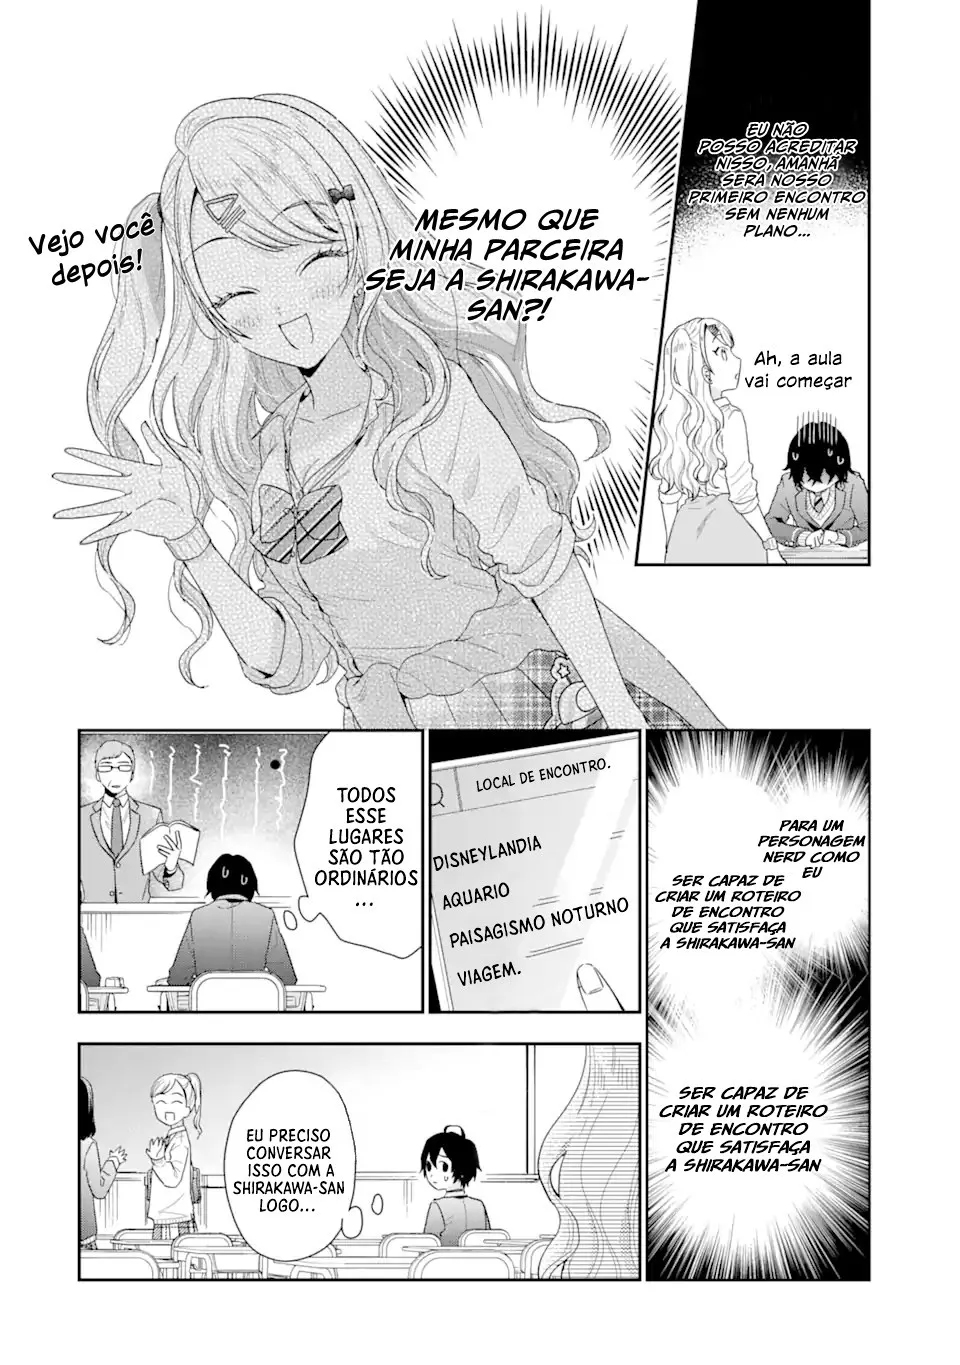 EU NÃO
POSSO ACREDITAR
NISSO, AMANHÃ
SERÁ NOSSO
PRIMEIRO ENCONTRO
SEM NENHUM
PLANO...
Ah, a aula
vai começar
MESMO QUE
MINHA PARCEIRA
SEJA A SHIRAKAWA-
SAN?!
Vejo você
depois!
PARA UM
PERSONAGEM
NERD COMO
EU
SER CAPAZ DE
CRIAR UM ROTEIRO
DE ENCONTRO
QUE SATISFAÇA
A SHIRAKAWA-SAN
SER CAPAZ DE
CRIAR UM ROTEIRO
DE ENCONTRO
QUE SATISFAÇA
A SHIRAKAWA-SAN
LOCAL DE ENCONTRO.
DISNEYLANDIA
AQUARIO
PAISAGISMO NOTURNO
VIAGEM.
TODOS
ESSE
LUGARES
SÃO TÃO
ORDINÁRIOS
...
EU PRECISO
CONVERSAR
ISSO COM A
SHIRAKAWA-SAN
LOGO...